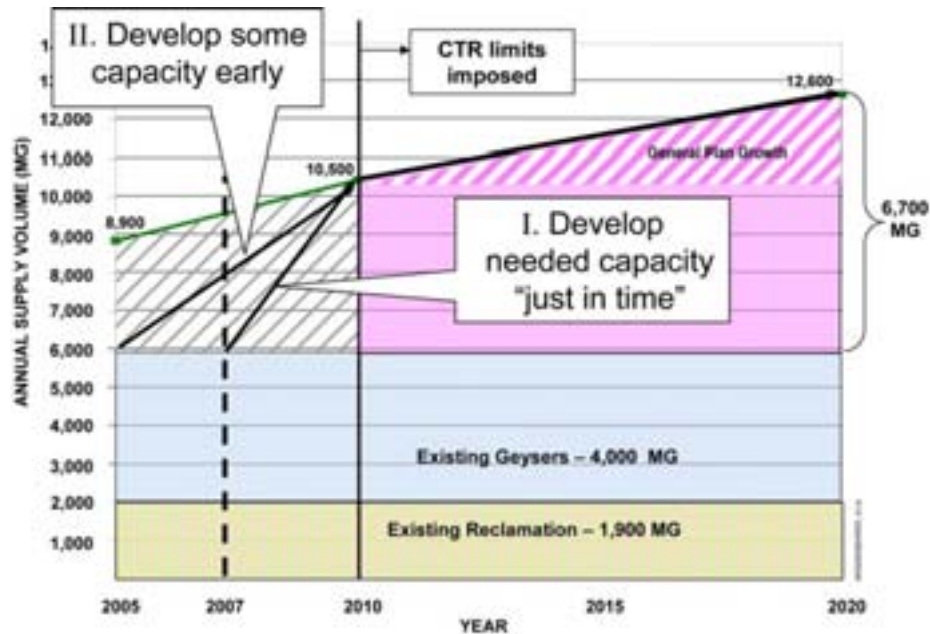 II. Develop some
capacity early
CTR limits
imposed
12,600
12,000
11,000
10,500
General Plan Growth
10,000
I. Develop
needed capacity
"just in time"
6,700
MG
8,900
9,000
8,000
7,000
6,000
5,000
4,000
Existing Geysers – 4,000 MG
3,000
2,000
Existing Reclamation – 1,900 MG
1,000
ANNUAL SUPPLY VOLUME (MG)
2005
2007
2010
2015
2020
YEAR